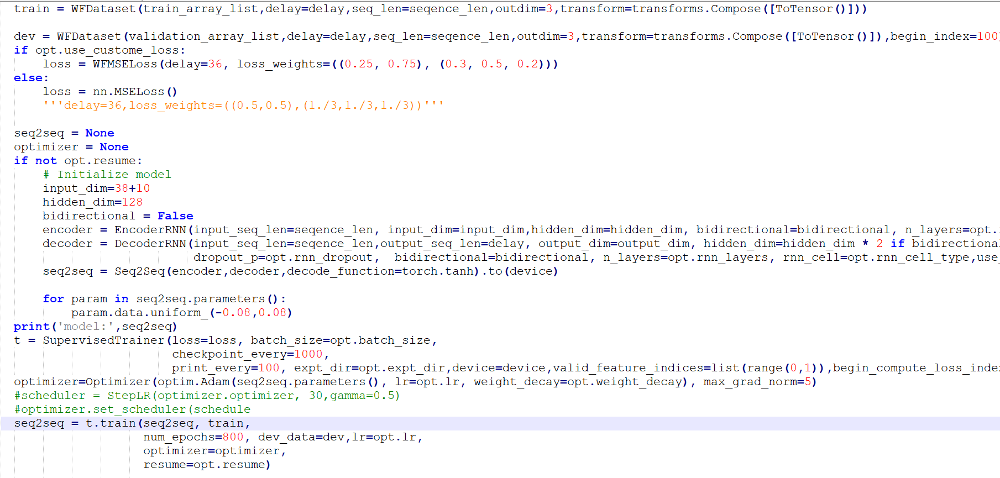 train = WFDataset(train_array_list,delay=delay,seq_len=seqence_len,outdim=3,transform=transforms.Compose([ToTensor()]))
dev = WFDataset(validation_array_list,delay=delay,seq_len=seqence_len,outdim=3,transform=transforms.Compose([ToTensor()]),begin_index=100
if opt.use_custome_loss:
    loss = WFMSELoss(delay=36, loss_weights=((0.25, 0.75), (0.3, 0.5, 0.2)))
else:
    loss = nn.MSELoss()
    '''delay=36,loss_weights=((0.5,0.5),(1./3,1./3,1./3))'''
seq2seq = None
optimizer = None
if not opt.resume:
    # Initialize model
    input_dim=38+10
    hidden_dim=128
    bidirectional = False
    encoder = EncoderRNN(input_seq_len=seqence_len, input_dim=input_dim,hidden_dim=hidden_dim, bidirectional=bidirectional, n_layers=opt.
    decoder = DecoderRNN(input_seq_len=seqence_len,output_seq_len=delay, output_dim=output_dim, hidden_dim=hidden_dim * 2 if bidirectiona
                         dropout_p=opt.rnn_dropout,  bidirectional=bidirectional, n_layers=opt.rnn_layers, rnn_cell=opt.rnn_cell_type,use_
    seq2seq = Seq2Seq(encoder,decoder,decode_function=torch.tanh).to(device)
    for param in seq2seq.parameters():
        param.data.uniform_(-0.08,0.08)
print('model:',seq2seq)
t = SupervisedTrainer(loss=loss, batch_size=opt.batch_size,
                      checkpoint_every=1000,
                      print_every=100, expt_dir=opt.expt_dir,device=device,valid_feature_indices=list(range(0,1)),begin_compute_loss_inde
optimizer=Optimizer(optim.Adam(seq2seq.parameters(), lr=opt.lr, weight_decay=opt.weight_decay), max_grad_norm=5)
#scheduler = StepLR(optimizer.optimizer, 30,gamma=0.5)
#optimizer.set_scheduler(schedule
seq2seq = t.train(seq2seq, train,
                  num_epochs=800, dev_data=dev,lr=opt.lr,
                  optimizer=optimizer,
                  resume=opt.resume)